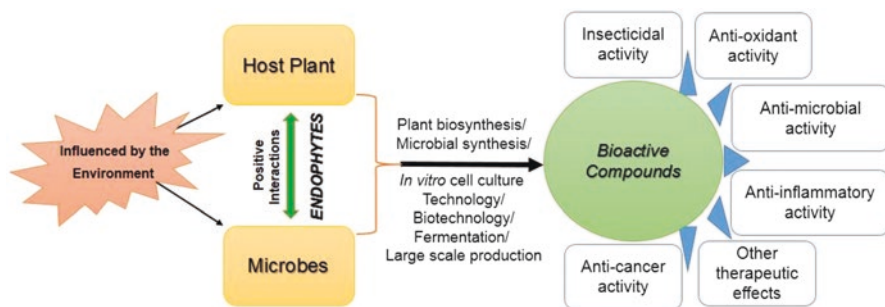 Influenced by the
Environment
Host Plant
Positive
Interactions
ENDOPHYTES
Microbes
Plant biosynthesis/
Microbial synthesis/
In vitro cell culture
Technology/
Biotechnology/
Fermentation/
Large scale production
Bioactive
Compounds
Insecticidal
activity
Anti-oxidant
activity
Anti-microbial
activity
Anti-inflammatory
activity
Other
therapeutic
effects
Anti-cancer
activity